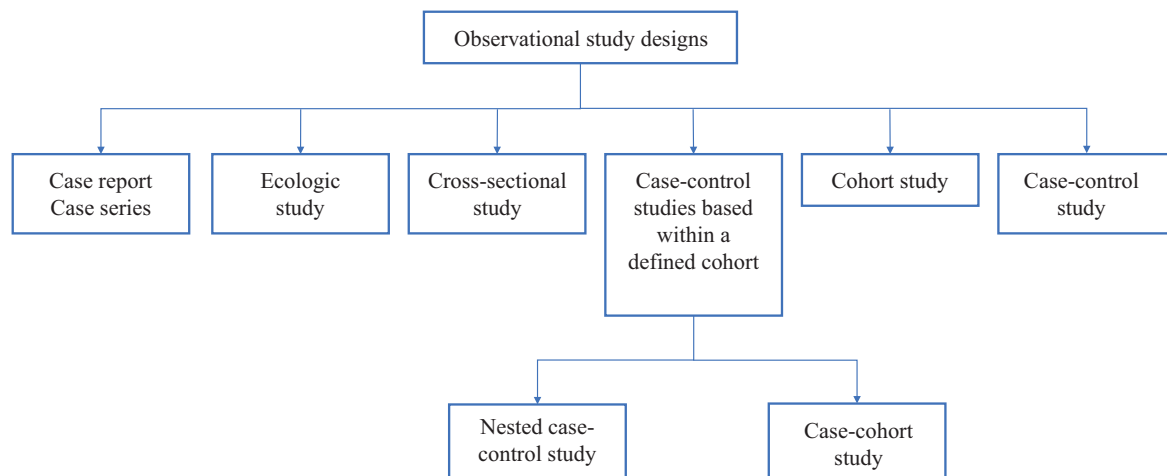 Observational study designs
Case report
Case series
Ecologic
study
Cross-sectional
study
Case-control
studies based
within a
defined cohort
Cohort study
Case-control
study
Nested case-
control study
Case-cohort
study